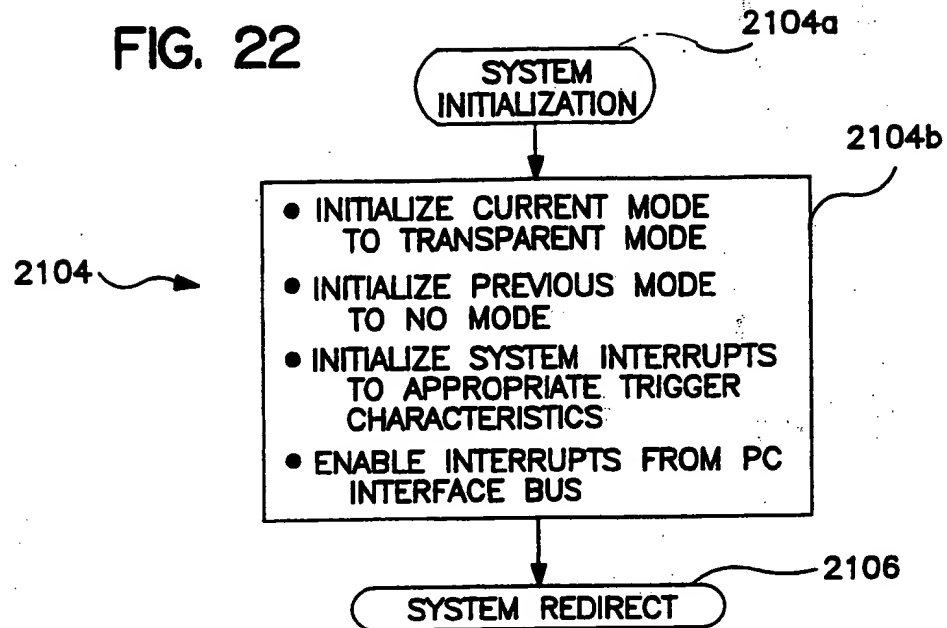 FIG. 22
2104a
SYSTEM
INITIALIZATION
2104b
● INITIALIZE CURRENT MODE
TO TRANSPARENT MODE
2104
● INITIALIZE PREVIOUS MODE
TO NO MODE
● INITIALIZE SYSTEM INTERRUPTS
TO APPROPRIATE TRIGGER
CHARACTERISTICS
● ENABLE INTERRUPTS FROM PC
INTERFACE BUS
2106
SYSTEM REDIRECT